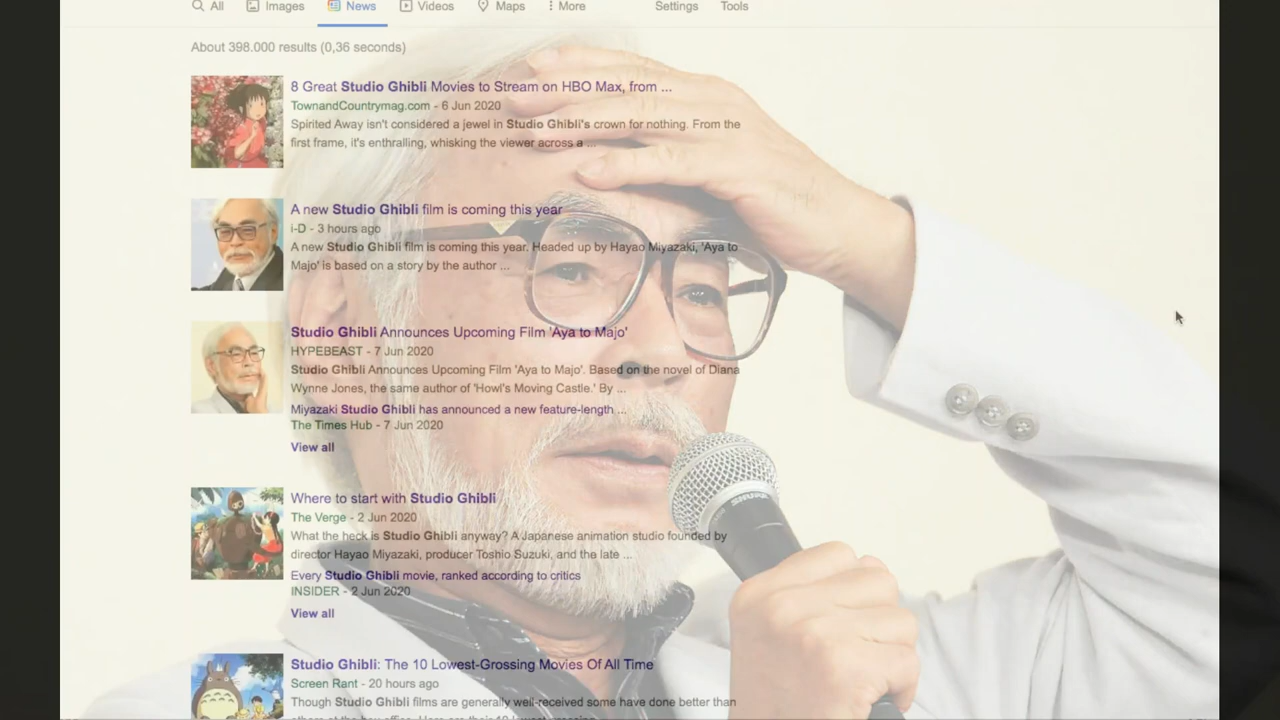 All Images News Videos Maps More Settings Tools
About 398.000 results (0,36 seconds)
8 Great Studio Ghibli Movies to Stream on HBO Max, from ...
TownandCountrymag.com - 6 Jun 2020
Spirited Away isn't considered a jewel in Studio Ghibli's crown for nothing. From the
first frame, it's enthralling, whisking the viewer across a ...
A new Studio Ghibli film is coming this year
i-D - 3 hours ago
A new Studio Ghibli film is coming this year. Headed up by Hayao Miyazaki, 'Aya to
Majo' is based on a story by the author ...
Studio Ghibli Announces Upcoming Film 'Aya to Majo'
HYPEBEAST - 7 Jun 2020
Studio Ghibli Announces Upcoming Film 'Aya to Majo'. Based on the novel of Diana
Wynne Jones, the same author of 'Howl's Moving Castle.' By ...
Miyazaki Studio Ghibli has announced a new feature-length ...
The Times Hub - 7 Jun 2020
View all
SHURE
Where to start with Studio Ghibli
The Verge - 2 Jun 2020
What the heck is Studio Ghibli anyway? A Japanese animation studio founded by
director Hayao Miyazaki, producer Toshio Suzuki, and the late ...
Every Studio Ghibli movie, ranked according to critics
INSIDER - 2 Jun 2020
View all
Studio Ghibli: The 10 Lowest-Grossing Movies Of All Time
Screen Rant - 20 hours ago
Though Studio Ghibli films are generally well-received some have done better than